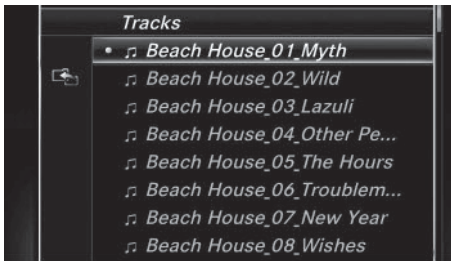 Tracks
Beach House_01_Myth
Beach House_02_Wild
Beach House_03_Lazuli
Beach House_04_Other Pe...
Beach House_05_The Hours
Beach House_06_Troublem...
Beach House_07_New Year
Beach House_08_Wishes